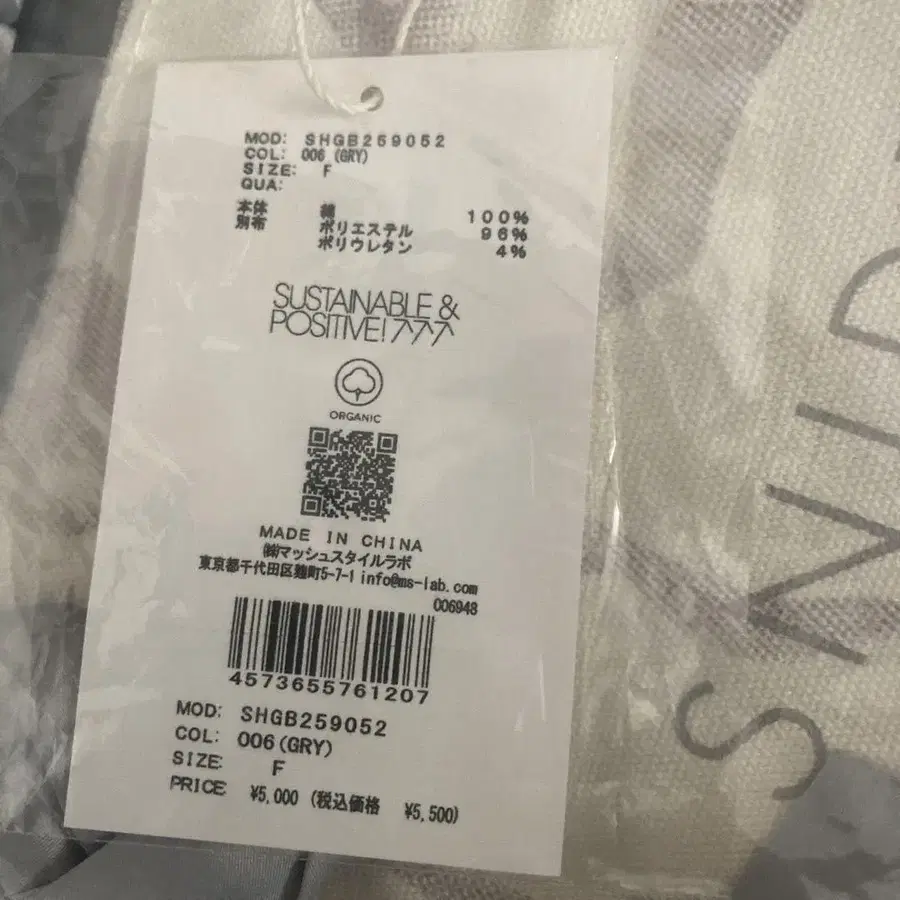 MOD: SHGB259052
COL: 006 (GRY)
SIZE: F
QUA:
本体 綿 100%
別布 ポリエステル 96%
ポリウレタン 4%
SUSTAINABLE &
POSITIVE!
ORGANIC
MADE IN CHINA
㈱マッシュスタイルラボ
東京都千代田区麹町5-7-1 info@ms-lab.com
006948
4573655761207
MOD: SHGB259052
COL: 006(GRY)
SIZE: F
PRICE ¥5,000 (税込価格 ¥5,500)
SNID